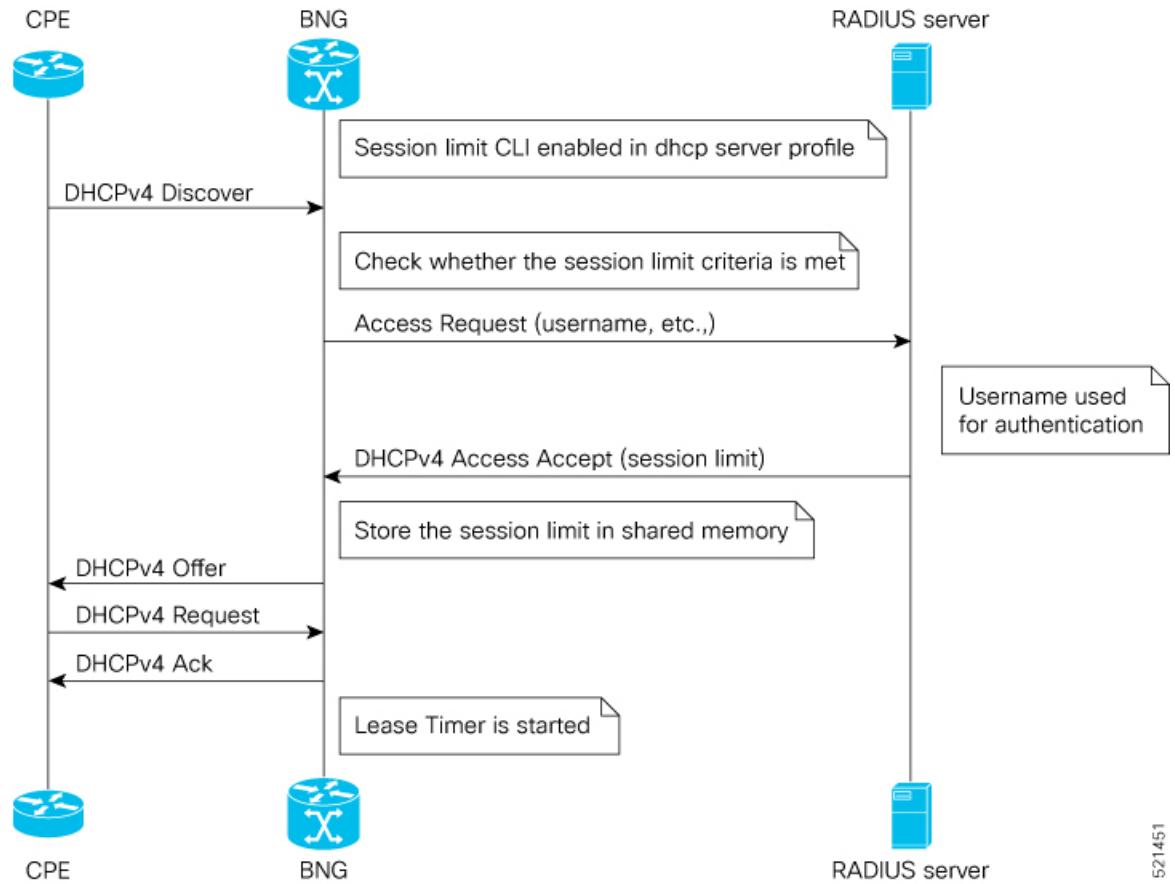 CPE
BNG
RADIUS server
Session limit CLI enabled in dhcp server profile
DHCPv4 Discover
Check whether the session limit criteria is met
Access Request (username, etc.,)
Username used
for authentication
DHCPv4 Access Accept (session limit)
Store the session limit in shared memory
DHCPv4 Offer
DHCPv4 Request
DHCPv4 Ack
Lease Timer is started
CPE
BNG
RADIUS server
521451